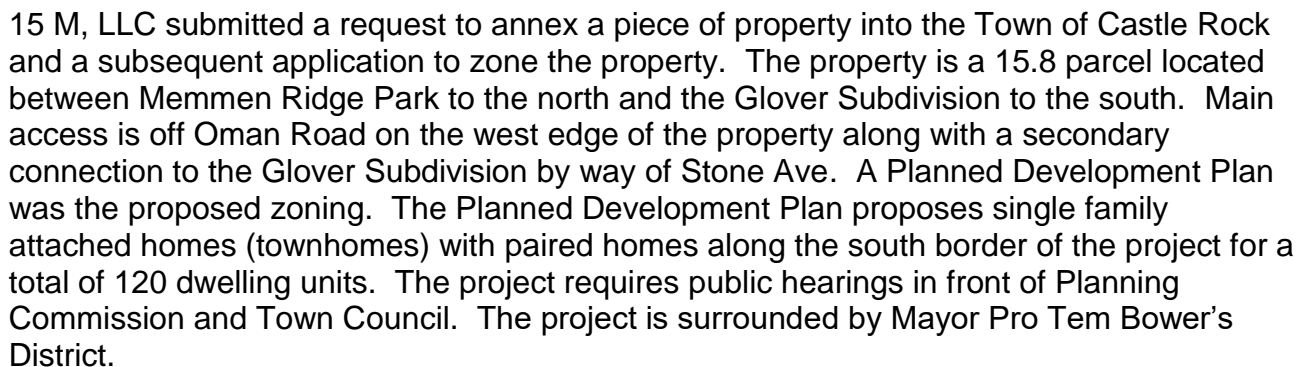 15 M, LLC submitted a request to annex a piece of property into the Town of Castle Rock
and a subsequent application to zone the property.  The property is a 15.8 parcel located
between Memmen Ridge Park to the north and the Glover Subdivision to the south.  Main
access is off Oman Road on the west edge of the property along with a secondary
connection to the Glover Subdivision by way of Stone Ave.  A Planned Development Plan
was the proposed zoning.  The Planned Development Plan proposes single family
attached homes (townhomes) with paired homes along the south border of the project for a
total of 120 dwelling units.  The project requires public hearings in front of Planning
Commission and Town Council.  The project is surrounded by Mayor Pro Tem Bower’s
District.